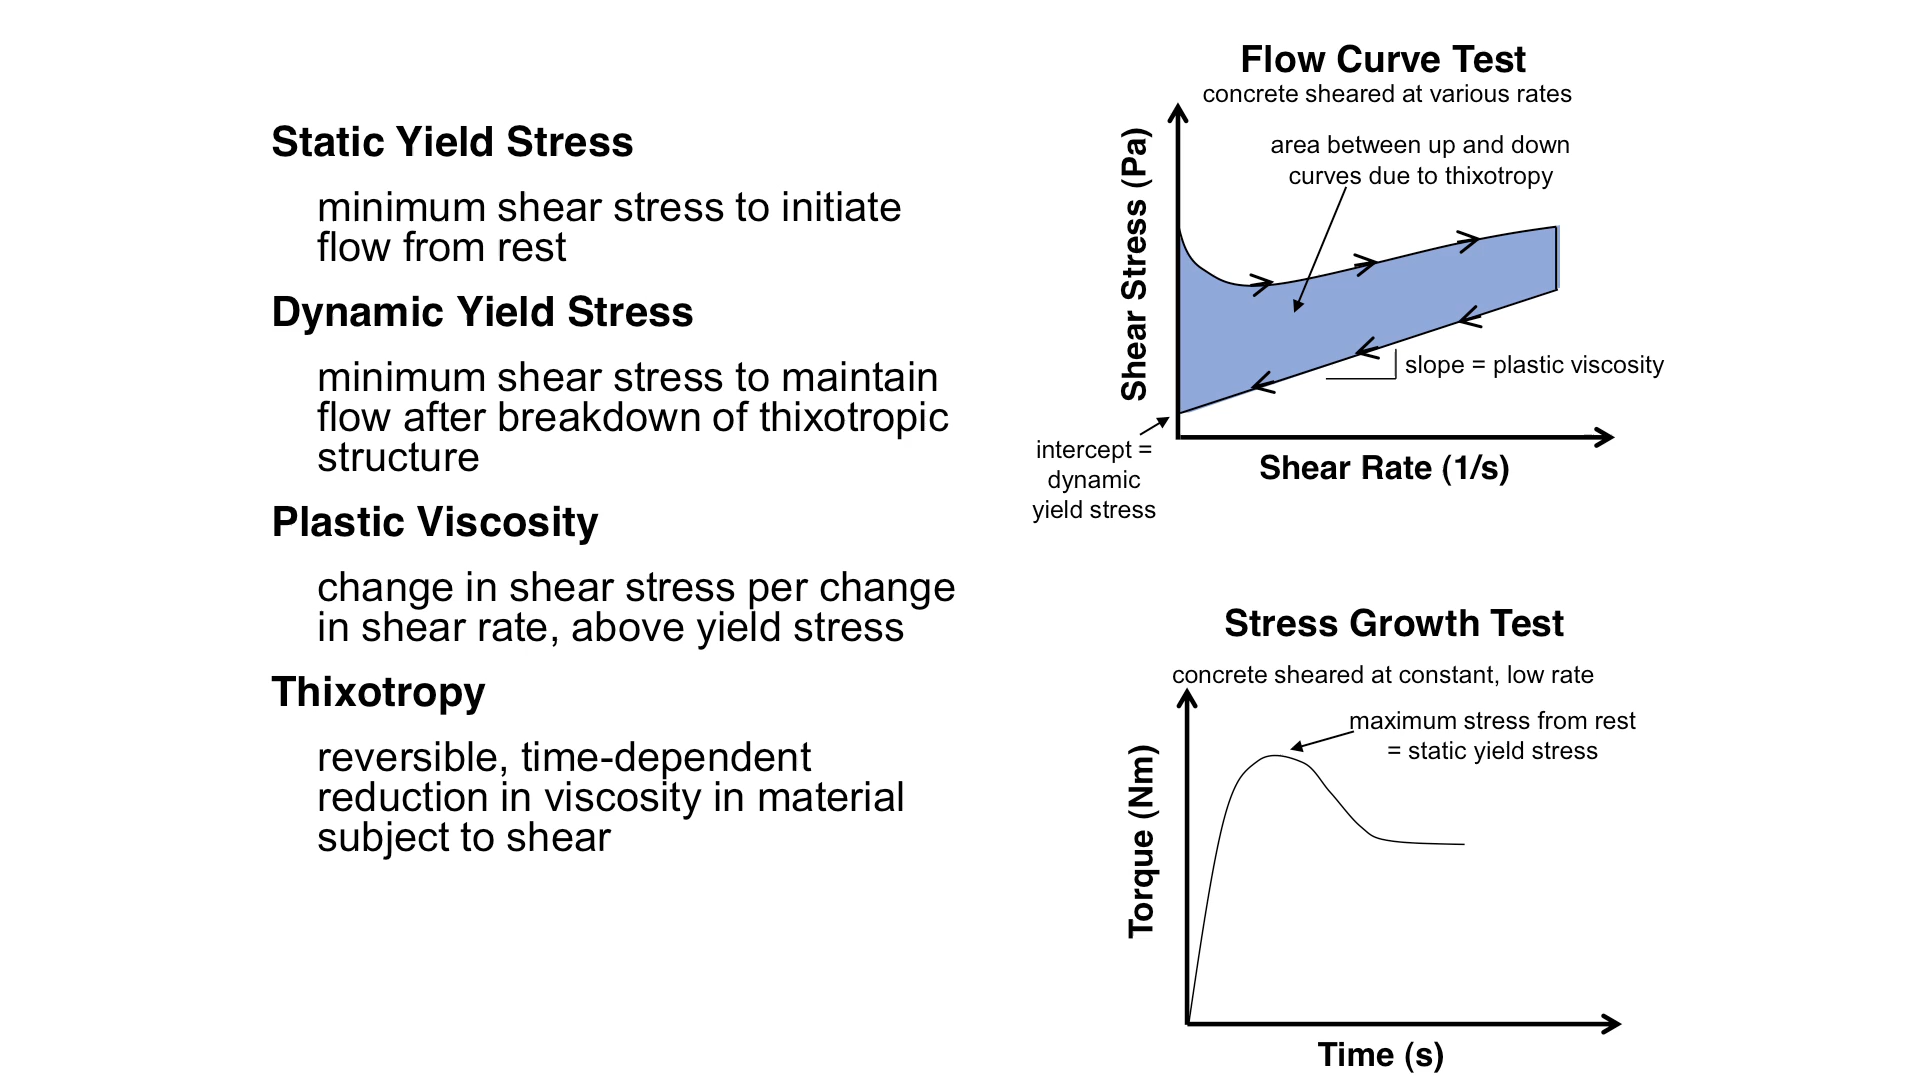 Static Yield Stress
minimum shear stress to initiate
flow from rest
Dynamic Yield Stress
minimum shear stress to maintain
flow after breakdown of thixotropic
structure
Plastic Viscosity
change in shear stress per change
in shear rate, above yield stress
Thixotropy
reversible, time-dependent
reduction in viscosity in material
subject to shear
Flow Curve Test
concrete sheared at various rates
area between up and down
curves due to thixotropy
Shear Stress (Pa)
slope = plastic viscosity
intercept =
dynamic
yield stress
Shear Rate (1/s)
Stress Growth Test
concrete sheared at constant, low rate
maximum stress from rest
= static yield stress
Torque (Nm)
Time (s)